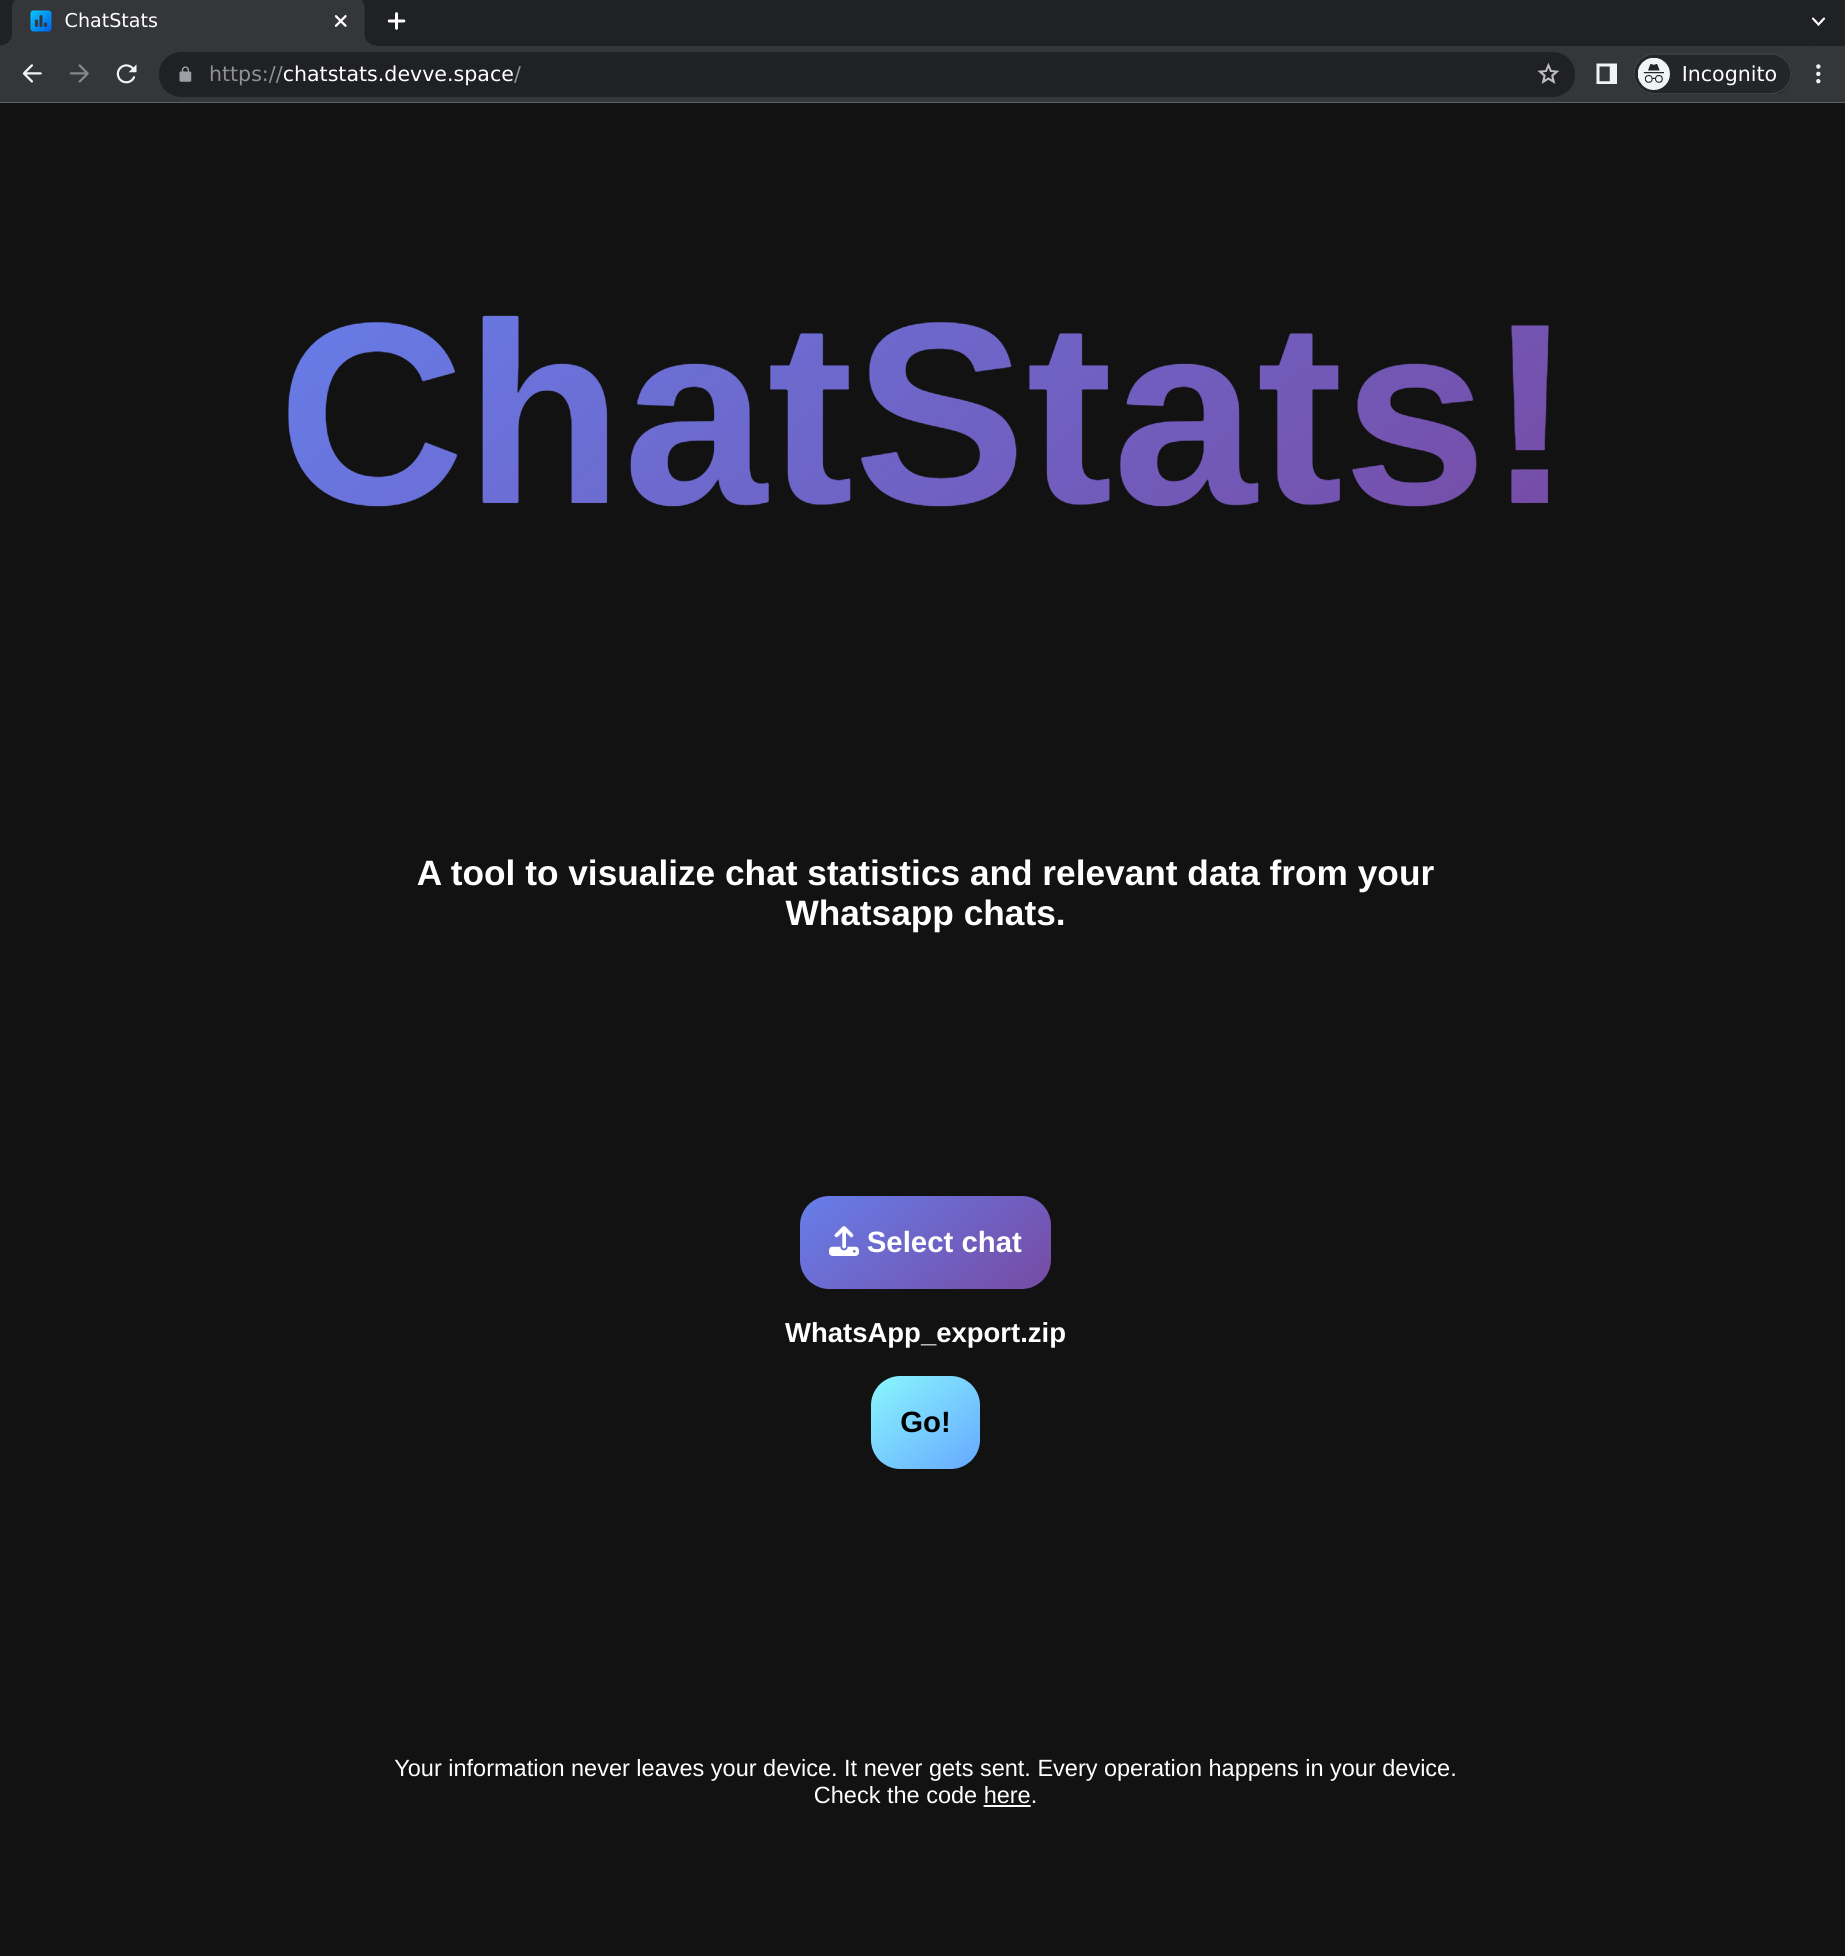 ChatStats
https://chatstats.devve.space/
Incognito
ChatStats!
A tool to visualize chat statistics and relevant data from your
Whatsapp chats.
Select chat
WhatsApp_export.zip
Go!
Your information never leaves your device. It never gets sent. Every operation happens in your device.
Check the code here.